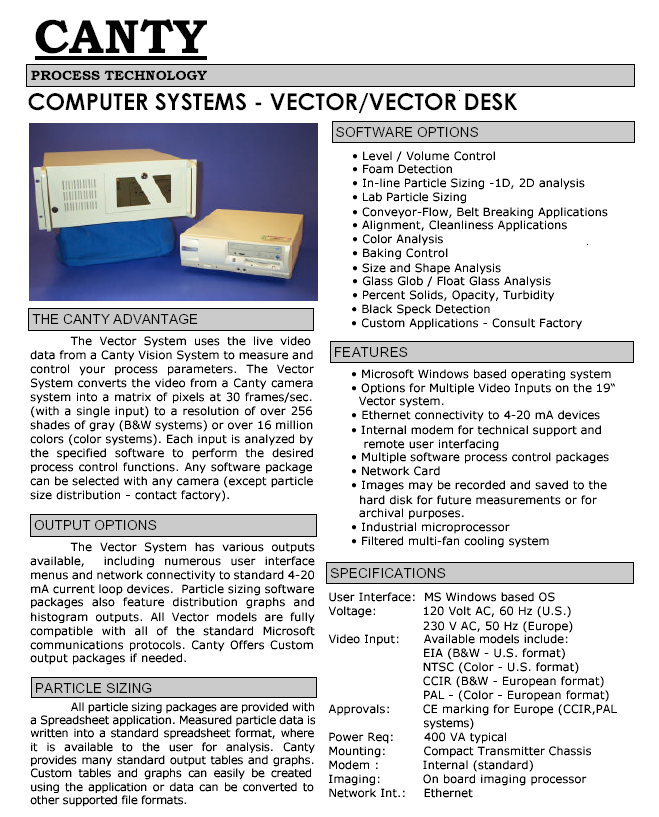 CANTY
PROCESS TECHNOLOGY
COMPUTER SYSTEMS - VECTOR/VECTOR DESK
THE CANTY ADVANTAGE
The Vector System uses the live video
data from a Canty Vision System to measure and
control your process parameters. The Vector
System converts the video from a Canty camera
system into a matrix of pixels at 30 frames/sec.
(with a single input) to a resolution of over 256
shades of gray (B&W systems) or over 16 million
colors (color systems). Each input is analyzed by
the specified software to perform the desired
process control functions. Any software package
can be selected with any camera (except particle
size distribution - contact factory).
OUTPUT OPTIONS
The Vector System has various outputs
available, including numerous user interface
menus and network connectivity to standard 4-20
mA current loop devices. Particle sizing software
packages also feature distribution graphs and
histogram outputs. All Vector models are fully
compatible with all of the standard Microsoft
communications protocols. Canty Offers Custom
output packages if needed.
PARTICLE SIZING
All particle sizing packages are provided with
a Spreadsheet application. Measured particle data is
written into a standard spreadsheet format, where
it is available to the user for analysis. Canty
provides many standard output tables and graphs.
Custom tables and graphs can easily be created
using the application or data can be converted to
other supported file formats.
SOFTWARE OPTIONS
• Level / Volume Control
• Foam Detection
• In-line Particle Sizing -1D, 2D analysis
• Lab Particle Sizing
• Conveyor-Flow, Belt Breaking Applications
• Alignment, Cleanliness Applications
• Color Analysis
• Baking Control
• Size and Shape Analysis
• Glass Glob / Float Glass Analysis
• Percent Solids, Opacity, Turbidity
• Black Speck Detection
• Custom Applications - Consult Factory
FEATURES
• Microsoft Windows based operating system
• Options for Multiple Video Inputs on the 19"
Vector system.
• Ethernet connectivity to 4-20 mA devices
• Internal modem for technical support and
remote user interfacing
• Multiple software process control packages
• Network Card
• Images may be recorded and saved to the
hard disk for future measurements or for
archival purposes.
• Industrial microprocessor
• Filtered multi-fan cooling system
SPECIFICATIONS
User Interface: MS Windows based OS
Voltage: 120 Volt AC, 60 Hz (U.S.)
230 V AC, 50 Hz (Europe)
Video Input: Available models include:
EIA (B&W - U.S. format)
NTSC (Color - U.S. format)
CCIR (B&W - European format)
PAL - (Color - European format)
Approvals: CE marking for Europe (CCIR,PAL
systems)
Power Req: 400 VA typical
Mounting: Compact Transmitter Chassis
Modem : Internal (standard)
Imaging: On board imaging processor
Network Int.: Ethernet